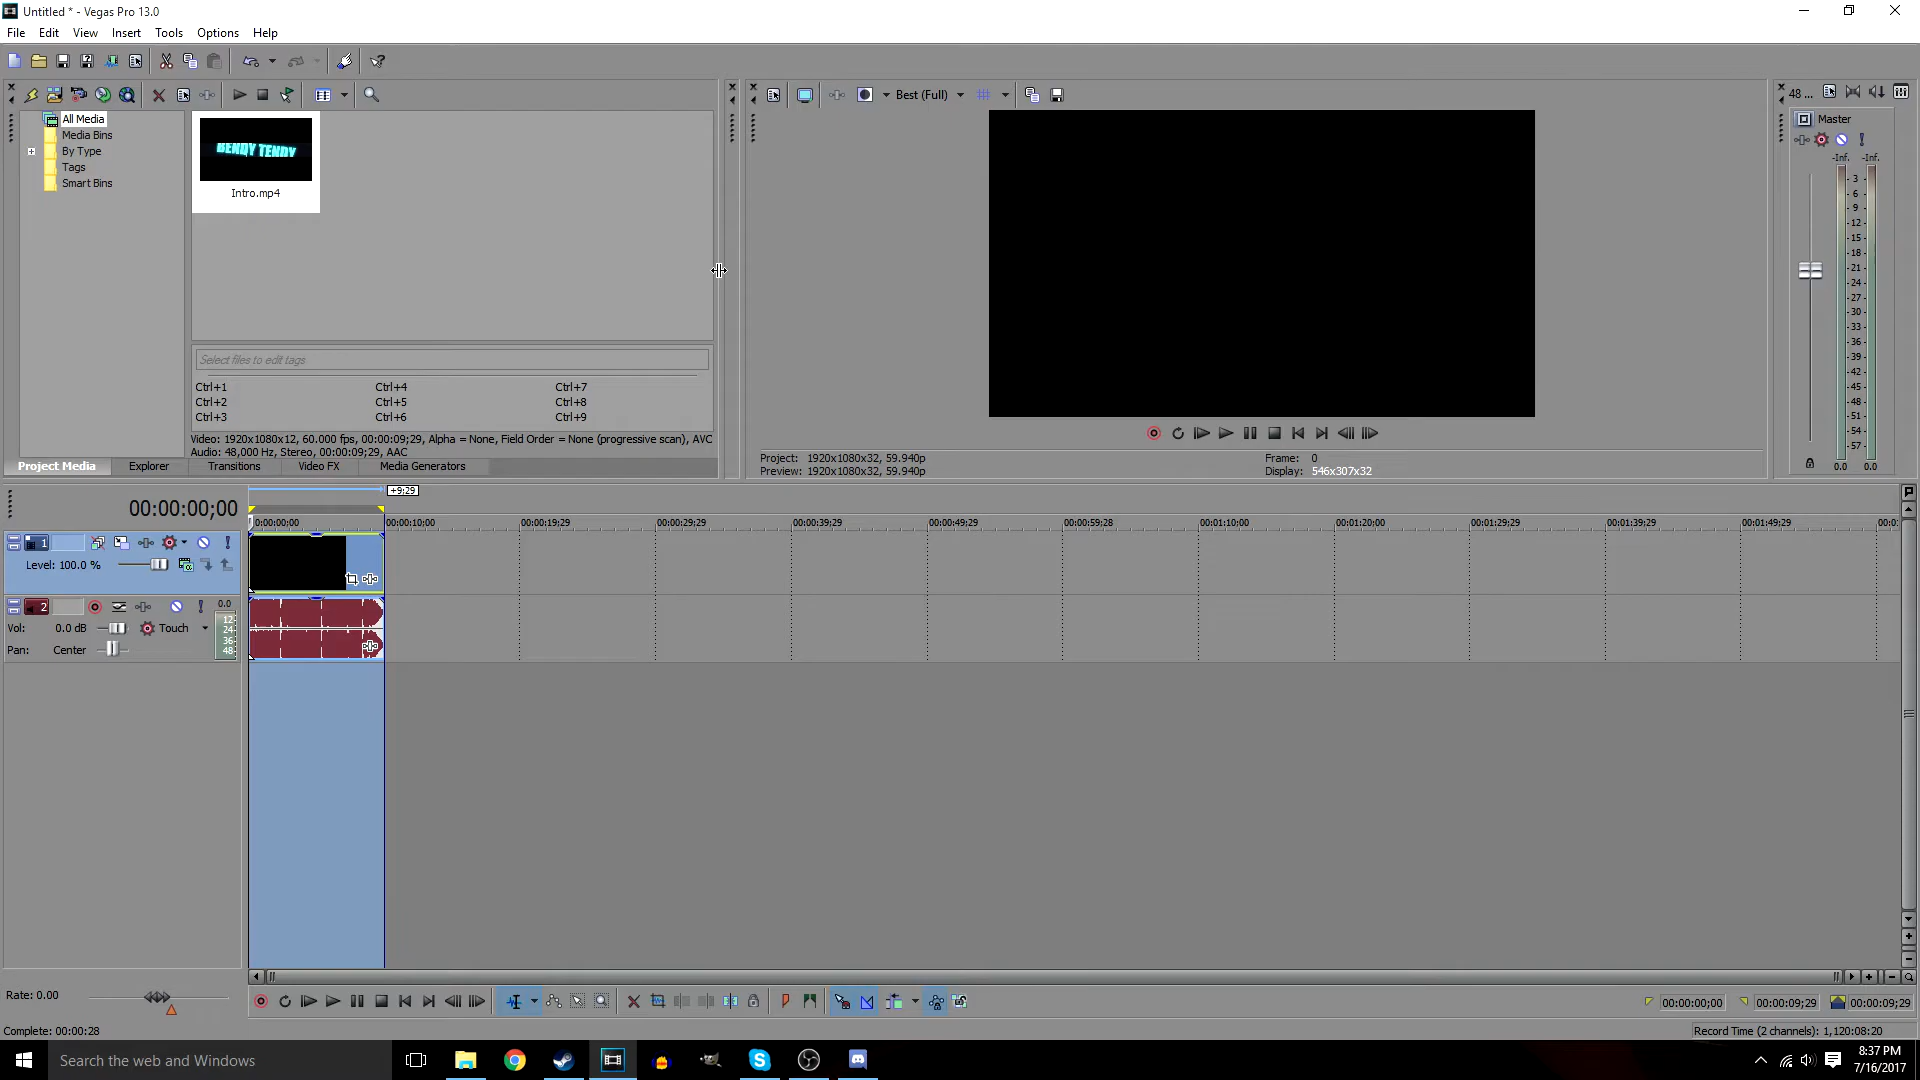 Untitled * - Vegas Pro 13.0
File Edit View Insert Tools Options Help
Best (Full)
48 ...
All Media
Media Bins
By Type
Tags
Smart Bins
BENDY TENDY
Intro.mp4
Master
-Inf. -Inf.
3
6
9
12
15
18
21
24
27
30
33
36
39
42
45
48
51
54
57
0.0 0.0
Select files to edit tags
Ctrl+1 Ctrl+4 Ctrl+7
Ctrl+2 Ctrl+5 Ctrl+8
Ctrl+3 Ctrl+6 Ctrl+9
Video: 1920x1080x12, 60.000 fps, 00:00:09;29, Alpha = None, Field Order = None (progressive scan), AVC
Audio: 48,000 Hz, Stereo, 00:00:09;29, AAC
Project: 1920x1080x32, 59.940p Frame: 0
Preview: 1920x1080x32, 59.940p Display: 546x307x32
Project Media Explorer Transitions Video FX Media Generators
+9;29
00:00:00;00
0:00:00;00 00:00:10;00 00:00:19;29 00:00:29;29 00:00:39;29 00:00:49;29 00:00:59;28 00:01:10;00 00:01:20;00 00:01:29;29 00:01:39;29 00:01:49;29 00:0
1
Level: 100.0 %
2 0.0
Vol: 0.0 dB Touch
Pan: Center
12
24
36
48
Rate: 0.00
00:00:00;00 00:00:09;29 00:00:09;29
Complete: 00:00:28
Record Time (2 channels): 1,120:08:20
Search the web and Windows
8:37 PM
7/16/2017